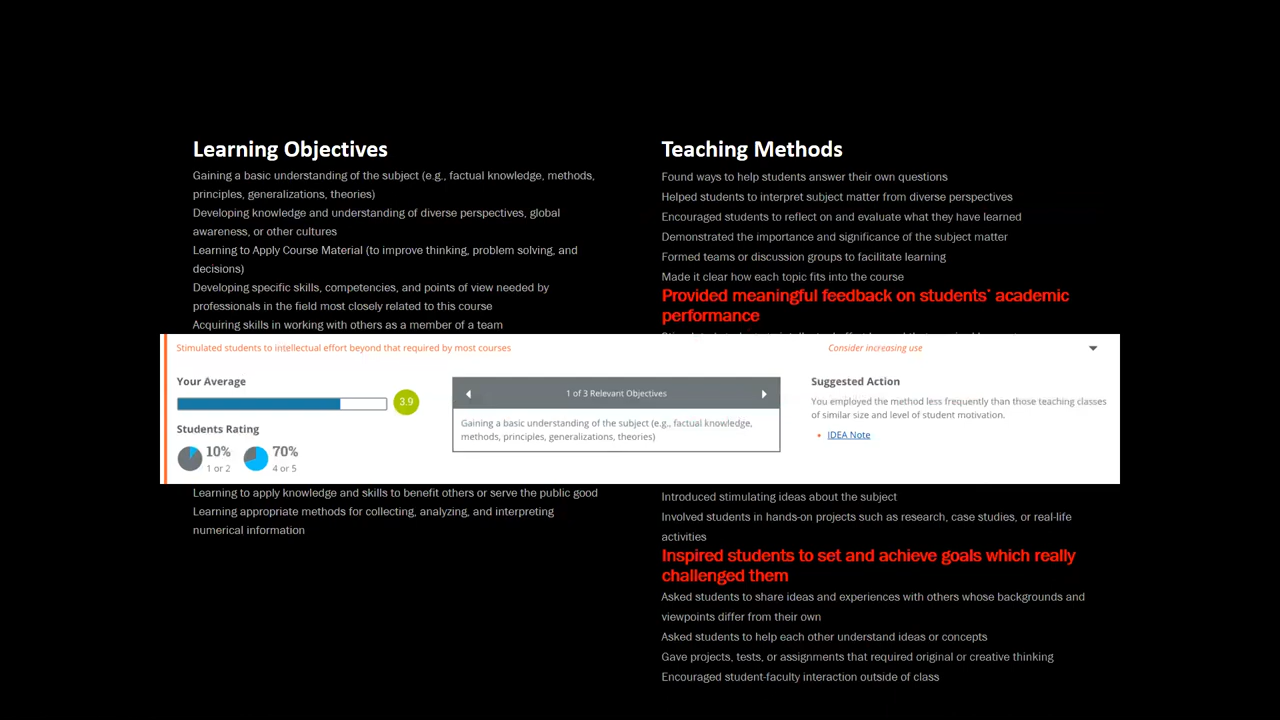 Learning Objectives
Gaining a basic understanding of the subject (e.g., factual knowledge, methods,
principles, generalizations, theories)
Developing knowledge and understanding of diverse perspectives, global
awareness, or other cultures
Learning to Apply Course Material (to improve thinking, problem solving, and
decisions)
Developing specific skills, competencies, and points of view needed by
professionals in the field most closely related to this course
Acquiring skills in working with others as a member of a team
Teaching Methods
Found ways to help students answer their own questions
Helped students to interpret subject matter from diverse perspectives
Encouraged students to reflect on and evaluate what they have learned
Demonstrated the importance and significance of the subject matter
Formed teams or discussion groups to facilitate learning
Made it clear how each topic fits into the course
Provided meaningful feedback on students' academic
performance
Stimulated students to intellectual effort beyond that required by most courses
Consider increasing use
Your Average
3.9
Students Rating
10%
1 or 2
70%
4 or 5
1 of 3 Relevant Objectives
Gaining a basic understanding of the subject (e.g., factual knowledge,
methods, principles, generalizations, theories)
Suggested Action
You employed the method less frequently than those teaching classes
of similar size and level of student motivation.
• IDEA Note
Learning to apply knowledge and skills to benefit others or serve the public good
Learning appropriate methods for collecting, analyzing, and interpreting
numerical information
Introduced stimulating ideas about the subject
Involved students in hands-on projects such as research, case studies, or real-life
activities
Inspired students to set and achieve goals which really
challenged them
Asked students to share ideas and experiences with others whose backgrounds and
viewpoints differ from their own
Asked students to help each other understand ideas or concepts
Gave projects, tests, or assignments that required original or creative thinking
Encouraged student-faculty interaction outside of class